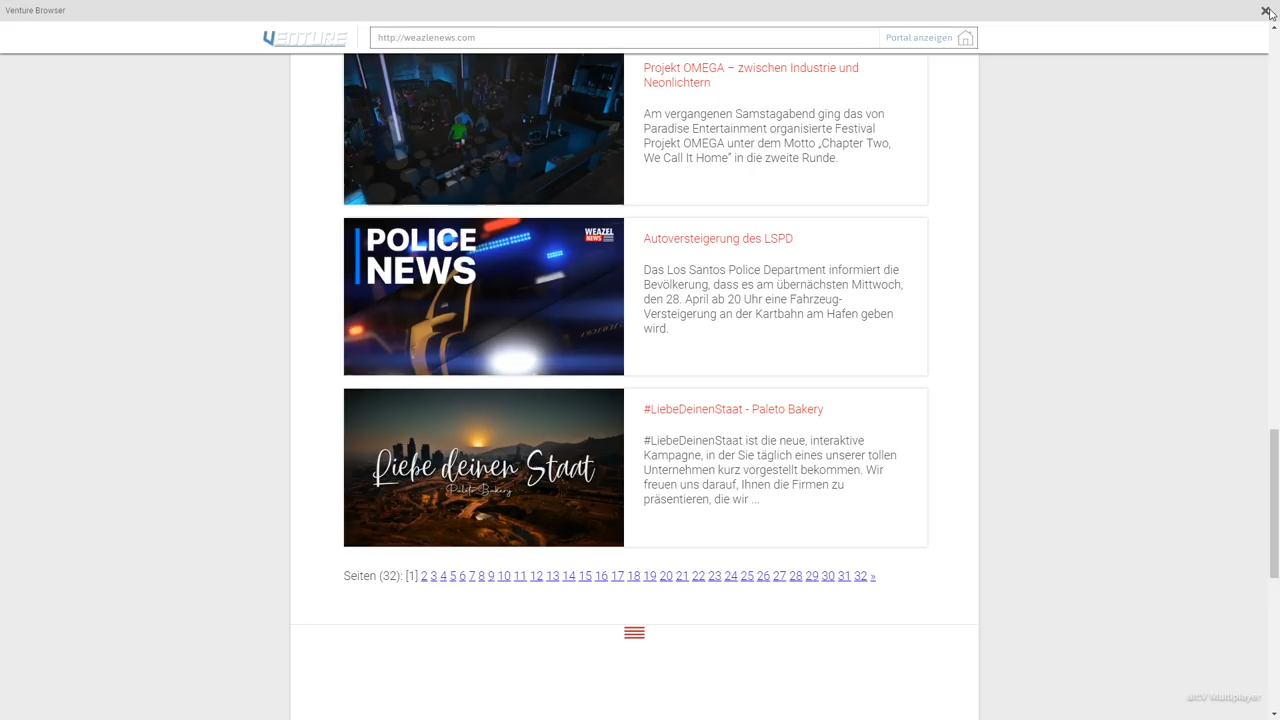 Venture Browser
VENTURE
http://weazlenews.com
Portal anzeigen
Projekt OMEGA – zwischen Industrie und
Neonlichtern
Am vergangenen Samstagabend ging das von
Paradise Entertainment organisierte Festival
Projekt OMEGA unter dem Motto „Chapter Two,
We Call It Home” in die zweite Runde.
POLICE
NEWS
WEAZEL
NEWS
Autoversteigerung des LSPD
Das Los Santos Police Department informiert die
Bevölkerung, dass es am übernächsten Mittwoch,
den 28. April ab 20 Uhr eine Fahrzeug-
Versteigerung an der Kartbahn am Hafen geben
wird.
Liebe deinen Staat
Paleto Bakery
#LiebeDeinenStaat - Paleto Bakery
#LiebeDeinenStaat ist die neue, interaktive
Kampagne, in der Sie täglich eines unserer tollen
Unternehmen kurz vorgestellt bekommen. Wir
freuen uns darauf, Ihnen die Firmen zu
präsentieren, die wir ...
Seiten (32): [1] 2 3 4 5 6 7 8 9 10 11 12 13 14 15 16 17 18 19 20 21 22 23 24 25 26 27 28 29 30 31 32 »
alt:V Multiplayer